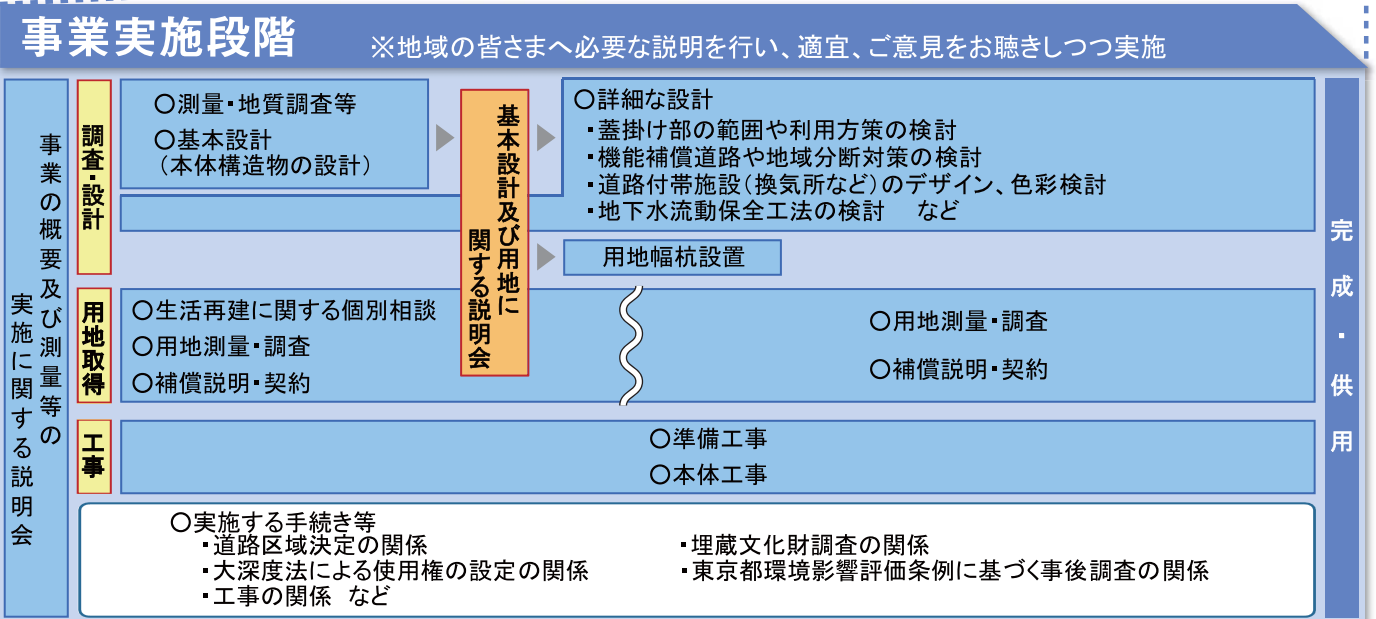 事業実施段階
※地域の皆さまへ必要な説明を行い、適宜、ご意見をお聴きしつつ実施
事業の概要及び測量等の
実施に関する説明会
調査・設計
○測量・地質調査等
○基本設計
(本体構造物の設計)
基本設計及び用地に
関する説明会
○詳細な設計
・蓋掛け部の範囲や利用方策の検討
・機能補償道路や地域分断対策の検討
・道路付帯施設(換気所など)のデザイン、色彩検討
・地下水流動保全工法の検討 など
用地幅杭設置
用地取得
○生活再建に関する個別相談
○用地測量・調査
○補償説明・契約
○用地測量・調査
○補償説明・契約
工事
○準備工事
○本体工事
○実施する手続き等
・道路区域決定の関係
・大深度法による使用権の設定の関係
・工事の関係 など
・埋蔵文化財調査の関係
・東京都環境影響評価条例に基づく事後調査の関係
完成・供用